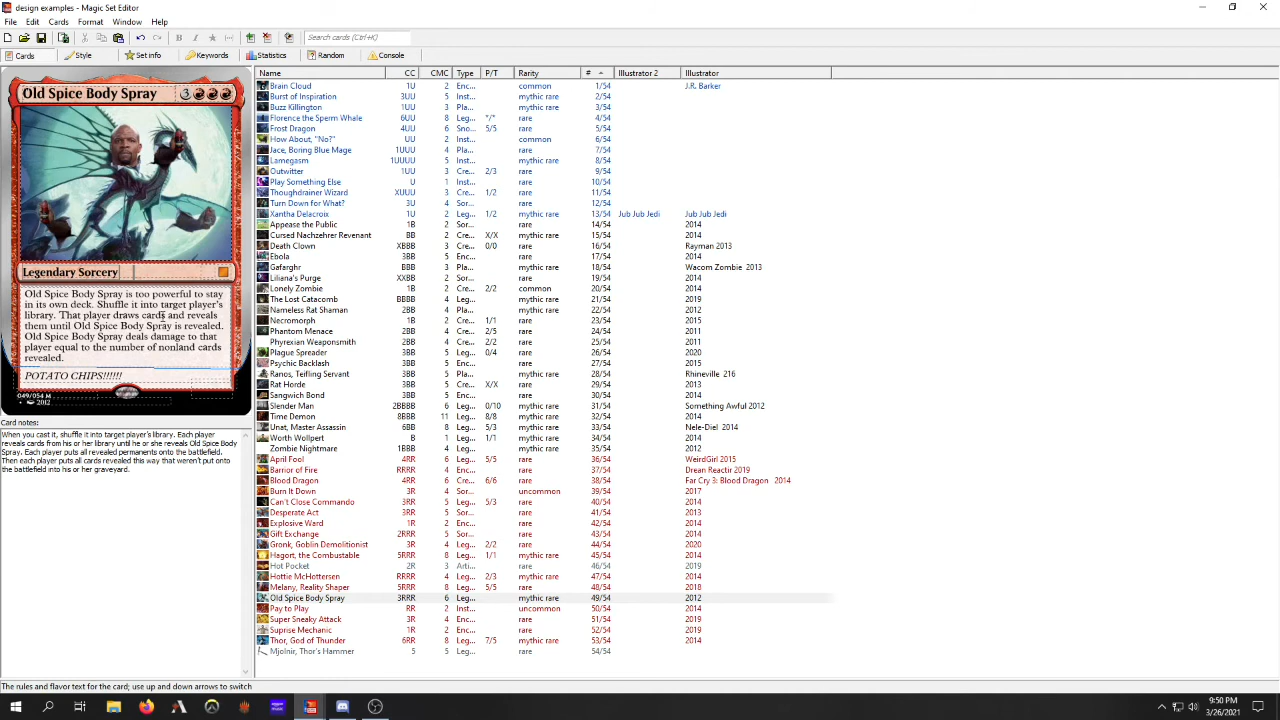 design examples - Magic Set Editor
File Edit Cards Format Window Help
B I Search cards (Ctrl+K)
Cards Style Set info Keywords Statistics Random Console
Old Spice Body Spray 3
Legendary Sorcery
Old Spice Body Spray is too powerful to stay
in its own deck. Shuffle it into target player's
library. That player draws cards and reveals
them until Old Spice Body Spray is revealed.
Old Spice Body Spray deals damage to that
player equal to the number of nonland cards
revealed.
POTATO CHIPS!!!!!!
049/054 M
2012
Card notes:
When you cast it, shuffle it into target player's library. Each player
reveals cards from his or her library until he or she reveals Old Spice Body
Spray. Each player puts all revealed permanents onto the battlefield.
Then each player puts all cards revealed this way that weren't put onto
the battlefield into his or her graveyard.
Name CC CMC Type P/T Rarity # Illustrator 2 Illustrator
Brain Cloud 1U 2 Enc... common 1/54 J.R. Barker
Burst of Inspiration 3UU 5 Inst... mythic rare 2/54
Buzz Killington 1UU 3 Pla... mythic rare 3/54
Florence the Sperm Whale 6UU 8 Leg... */* rare 4/54
Frost Dragon 4UU 6 Sno... 5/5 rare 5/54
How About, "No?" UU 2 Inst... common 6/54
Jace, Boring Blue Mage 1UUU 4 Pla... rare 7/54
Lamegasm 1UUUU 5 Inst... mythic rare 8/54
Outwitter 1UU 3 Cre... 2/3 rare 9/54
Play Something Else U 1 Inst... rare 10/54
Thoughdrainer Wizard XUUU 3 Cre... 1/2 rare 11/54
Turn Down for What? 3U 4 Sor... rare 12/54
Xantha Delacroix 1U 2 Leg... 1/2 mythic rare 13/54 Jub Jub Jedi Jub Jub Jedi
Appease the Public 1B 2 Sor... rare 14/54 2014
Cursed Nachzehrer Revenant BB 2 Cre... X/X mythic rare 15/54 2014
Death Clown XBBB 3 Cre... 0/0 rare 16/54 Rayman 2013
Ebola 3BB 5 Enc... rare 17/54 2014
Gafarghr BBB 3 Pla... mythic rare 18/54 Wacom Zombie 2013
Liliana's Purge XXBB 2 Sor... rare 19/54 2014
Lonely Zombie 1B 2 Cre... 2/2 common 20/54 2014
The Lost Catacomb BBBB 4 Leg... rare 21/54 2019
Nameless Rat Shaman 2BB 4 Pla... mythic rare 22/54 2012
Necromorph 1B 2 Cre... 1/1 rare 23/54 2015
Phantom Menace 2BB 4 Cre... 2/5 rare 24/54 2011
Phyrexian Weaponsmith 2BB 4 Cre... 2/2 rare 25/54 2011
Plague Spreader 3BB 5 Leg... 0/4 rare 26/54 2020
Psychic Backlash 3BB 5 Enc... rare 27/54 2015
Ranos, Teifling Servant 3BB 5 Pla... mythic rare 28/54 Rhineville 216
Rat Horde 3BB 5 Cre... X/X rare 29/54 2013
Sangwich Bond 3BB 5 Enc... rare 30/54 2014
Slender Man 2BBBB 6 Leg... 0/10 mythic rare 31/54 Something Awful 2012
Time Demon 8BBB 11 Leg... 8/8 mythic rare 32/54 2014
Unat, Master Assassin 6BB 8 Leg... 5/3 mythic rare 33/54 Nele-Diel 2014
Worth Wollpert B 1 Leg... 1/1 mythic rare 34/54 2014
Zombie Nightmare 1BBB 4 Enc... mythic rare 35/54 2012
April Fool 4RR 6 Leg... 5/5 mythic rare 36/54 WeirdGirl 2015
Barrior of Fire RRRR 4 Enc... mythic rare 37/54 Drean Reactir 2019
Blood Dragon 4RR 6 Cre... 6/6 mythic rare 38/54 Far Cry 3: Blood Dragon 2014
Burn It Down 3R 4 Sor... uncommon 39/54 2017
Can't Close Commando 3RR 5 Leg... 5/3 mythic rare 40/54 2014
Desperate Act 3RR 5 Sor... rare 41/54 2013
Explosive Ward 1R 2 Enc... rare 42/54 2014
Gift Exchange 2RRR 5 Sor... rare 43/54 2014
Gronk, Goblin Demolitionist 3R 4 Leg... 2/2 mythic rare 44/54 2020
Hagort, the Combustable 5RRR 8 Leg... 1/1 mythic rare 45/54 2014
Hot Pocket 2R 3 Arti... rare 46/54 2019
Hottie McHottersen RRRR 4 Leg... 2/3 mythic rare 47/54 2014
Melany, Reality Shaper 5RRR 8 Leg... 5/5 mythic rare 48/54 2018
Old Spice Body Spray 3RRR 6 Leg... mythic rare 49/54 2012
Pay to Play RR 2 Inst... uncommon 50/54 2014
Super Sneaky Attack 3R 4 Enc... rare 51/54 2019
Suprise Mechanic 1R 2 Enc... rare 52/54 2019
Thor, God of Thunder 6RR 8 Leg... 7/5 mythic rare 53/54 2014
Mjolnir, Thor's Hammer 5 5 Leg... rare 54/54
The rules and flavor text for the card; use up and down arrows to switch
9:50 PM
3/26/2021